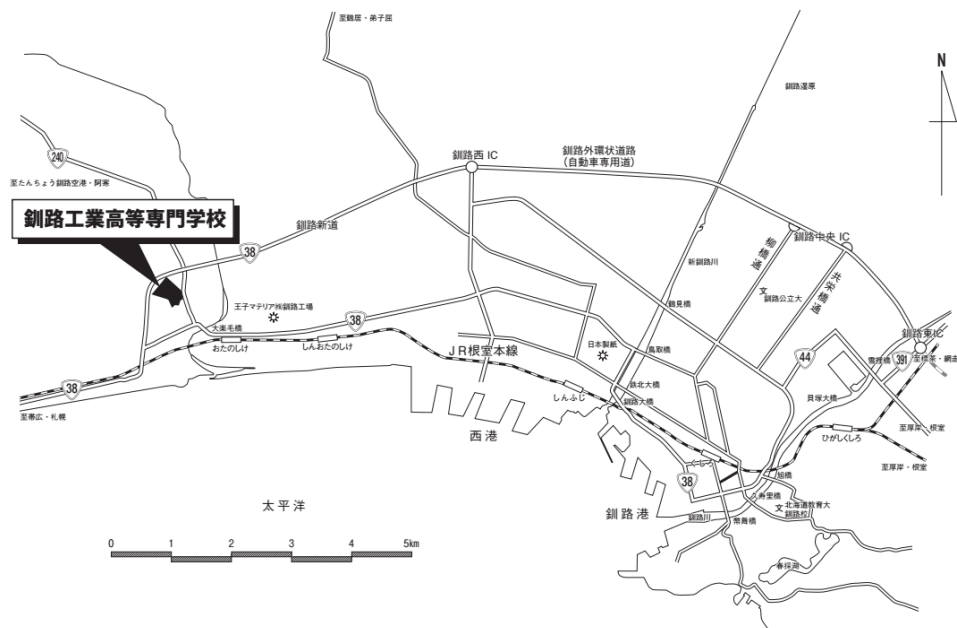 至鶴居・弟子屈
N
釧路湿原
釧路西 IC
釧路外環状道路
（自動車専用道）
240
至たんちょう釧路空港・阿寒
釧路工業高等専門学校
釧路新道
38
柳橋通
釧路中央 IC
新釧路川
共栄橋通
釧路公立大
王子マテリア㈱釧路工場
鶴見橋
38
大楽毛橋
おたのしけ
しんおたのしけ
JR根室本線
日本製紙
鳥取橋
44
雪裡橋
釧路東IC
391
至標茶・網走
38
至帯広・札幌
しんふじ
鉄北大橋
釧路大橋
貝塚大橋
西港
至厚岸・根室
ひがしくしろ
くしろ
至厚岸・根室
38
旭橋
太平洋
釧路港
久寿里橋
北海道教育大
釧路校
釧路川
幣舞橋
0 1 2 3 4 5km
春採湖